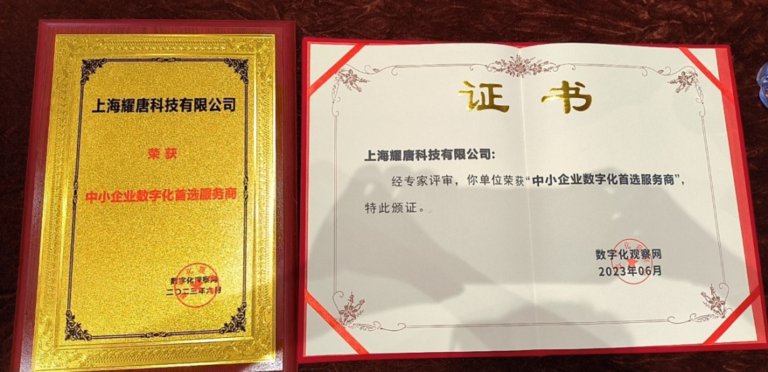 上海耀唐科技有限公司
荣获
中小企业数字化首选服务商
数字化观察网
二〇二三年六月
证书
上海耀唐科技有限公司:
经专家评审，你单位荣获“中小企业数字化首选服务商”，
特此颁证。
数字化观察网
2023年06月